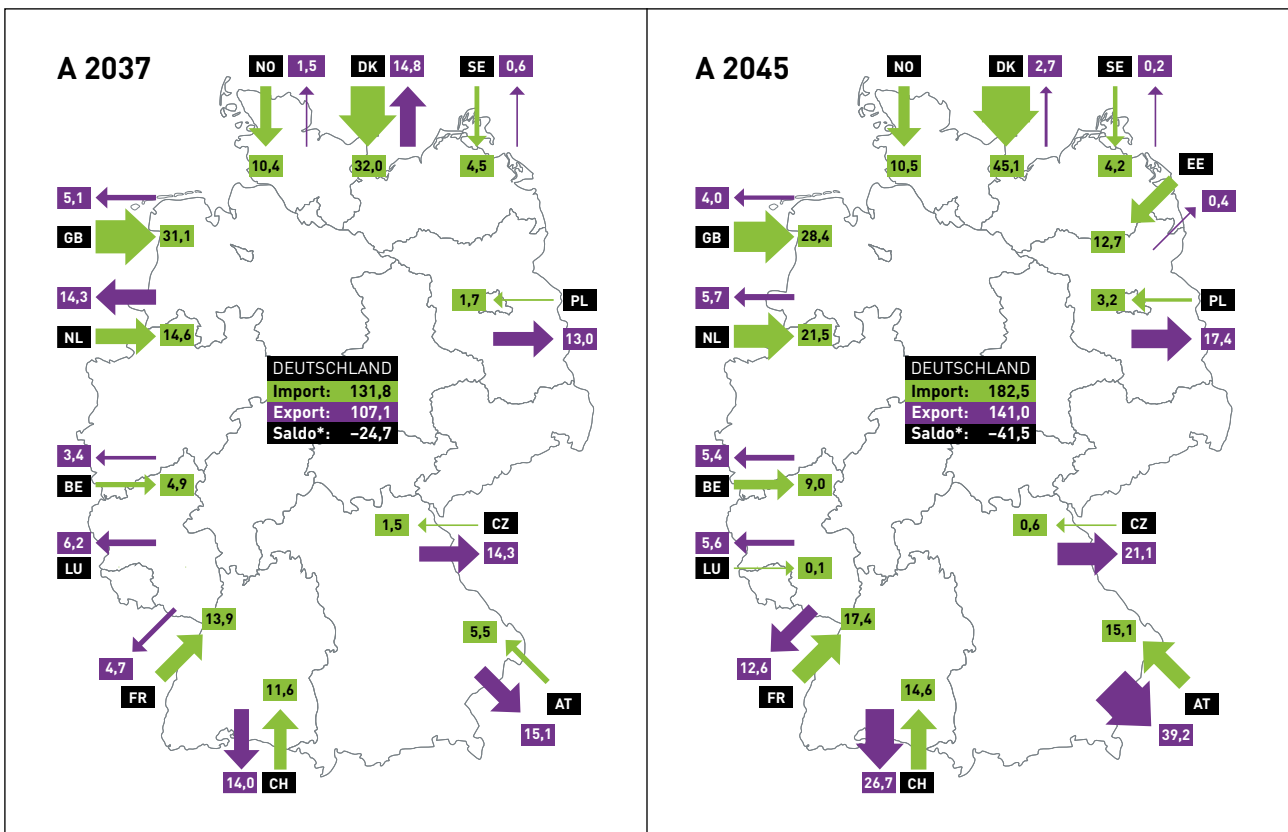 A 2037
NO 1,5 DK 14,8 SE 0,6
10,4 32,0 4,5
5,1
GB 31,1
14,3
1,7 PL
NL 14,6 13,0
DEUTSCHLAND
Import: 131,8
Export: 107,1
Saldo*: –24,7
3,4
BE 4,9
1,5 CZ
6,2 14,3
LU
13,9
5,5
4,7
FR 11,6 AT
15,1
14,0 CH
A 2045
NO DK 2,7 SE 0,2
10,5 45,1 4,2 EE
4,0 0,4
GB 28,4 12,7
5,7 3,2 PL
NL 21,5 17,4
DEUTSCHLAND
Import: 182,5
Export: 141,0
Saldo*: –41,5
5,4
BE 9,0
0,6 CZ
5,6 21,1
LU 0,1
17,4
15,1
12,6
FR 14,6 AT
39,2
26,7 CH